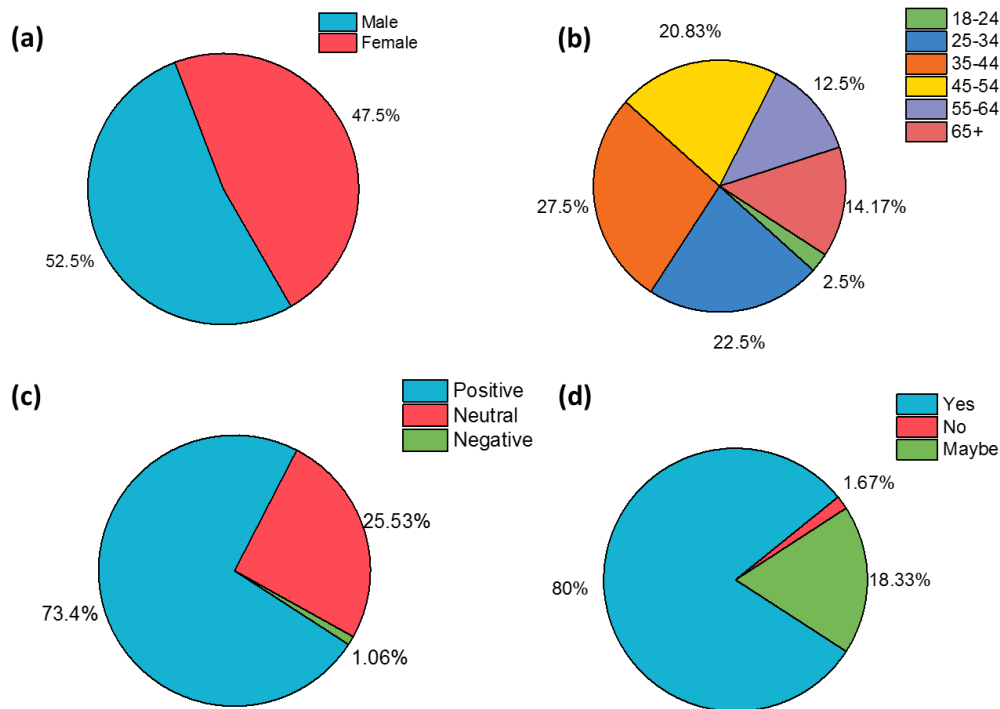 (a)
Male
Female
47.5%
52.5%
(b)
18-24
25-34
35-44
45-54
55-64
65+
20.83%
12.5%
27.5%
14.17%
2.5%
22.5%
(c)
Positive
Neutral
Negative
25.53%
73.4%
1.06%
(d)
Yes
No
Maybe
1.67%
80%
18.33%